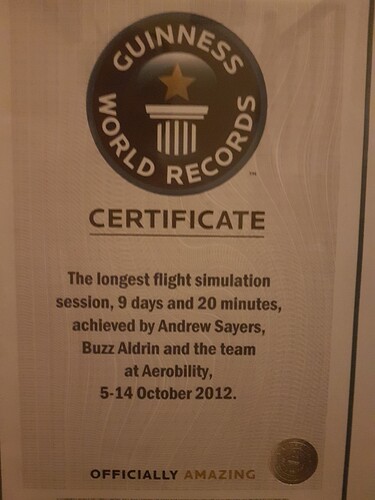 GUINNESS
WORLD RECORDS
TM
CERTIFICATE
The longest flight simulation
session, 9 days and 20 minutes,
achieved by Andrew Sayers,
Buzz Aldrin and the team
at Aerobility,
5-14 October 2012.
OFFICIALLY AMAZING